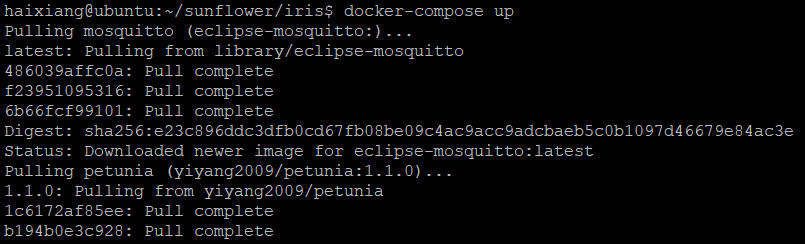 haixiang@ubuntu:~/sunflower/iris$ docker-compose up
Pulling mosquitto (eclipse-mosquitto:)...
latest: Pulling from library/eclipse-mosquitto
486039affc0a: Pull complete
f23951095316: Pull complete
6b66fcf99101: Pull complete
Digest: sha256:e23c896ddc3dfb0cd67fb08be09c4ac9acc9adcbaeb5c0b1097d46679e84ac3e
Status: Downloaded newer image for eclipse-mosquitto:latest
Pulling petunia (yiyang2009/petunia:1.1.0)...
1.1.0: Pulling from yiyang2009/petunia
1c6172af85ee: Pull complete
b194b0e3c928: Pull complete